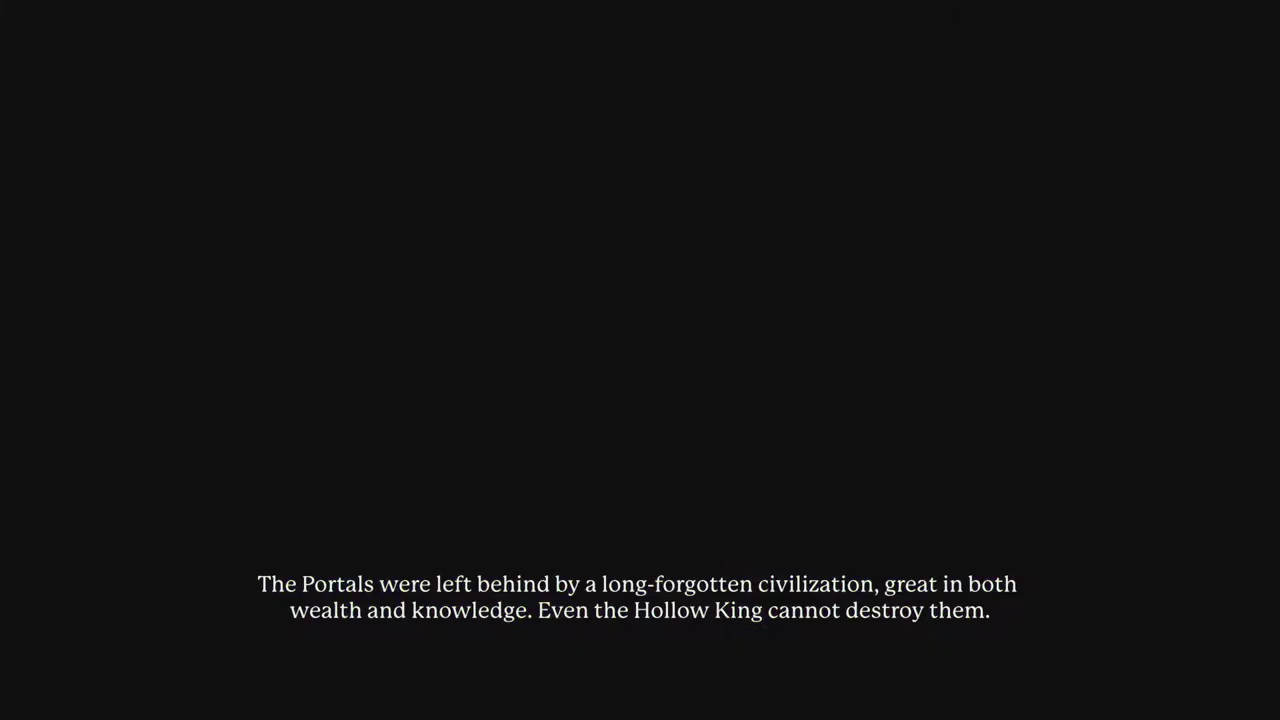 The Portals were left behind by a long-forgotten civilization, great in both
wealth and knowledge. Even the Hollow King cannot destroy them.